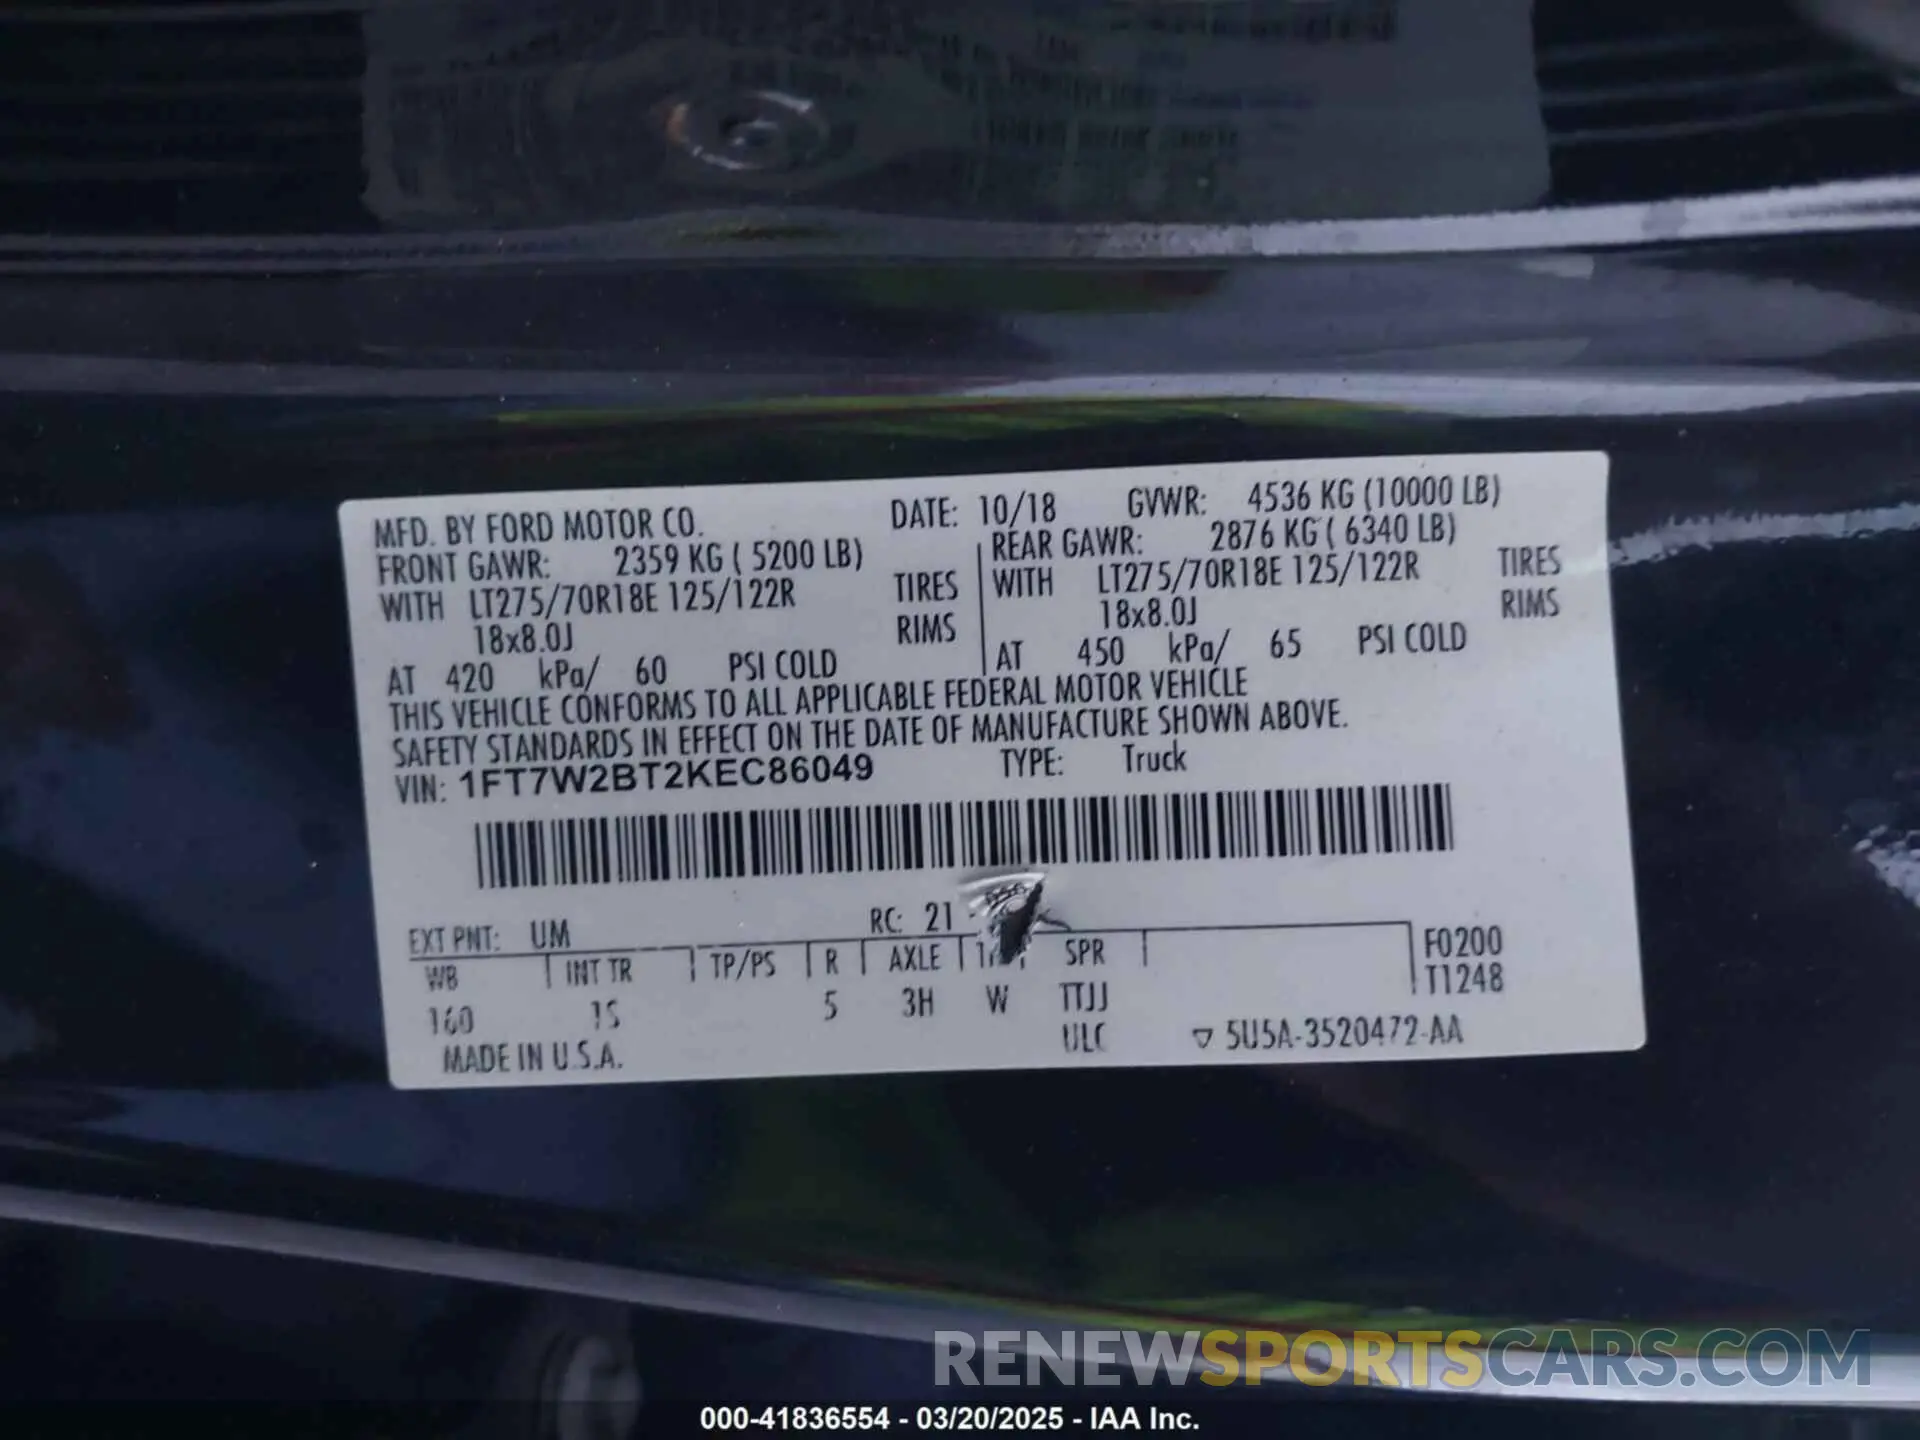 MFD. BY FORD MOTOR CO. DATE: 10/18 GVWR: 4536 KG (10000 LB)
FRONT GAWR: 2359 KG ( 5200 LB) REAR GAWR: 2876 KG ( 6340 LB)
WITH LT275/70R18E 125/122R TIRES WITH LT275/70R18E 125/122R TIRES
18x8.0J RIMS 18x8.0J RIMS
AT 420 kPa/ 60 PSI COLD AT 450 kPa/ 65 PSI COLD
THIS VEHICLE CONFORMS TO ALL APPLICABLE FEDERAL MOTOR VEHICLE
SAFETY STANDARDS IN EFFECT ON THE DATE OF MANUFACTURE SHOWN ABOVE.
VIN: 1FT7W2BT2KEC86049 TYPE: Truck
EXT PNT: UM RC: 21
WB INT TR TP/PS R AXLE SPR F0200
160 1S 5 3H W TTJJ T1248
MADE IN U.S.A. ULC 5U5A-3520472-AA
RENEWSPORTSCARS.COM
000-41836554 - 03/20/2025 - IAA Inc.